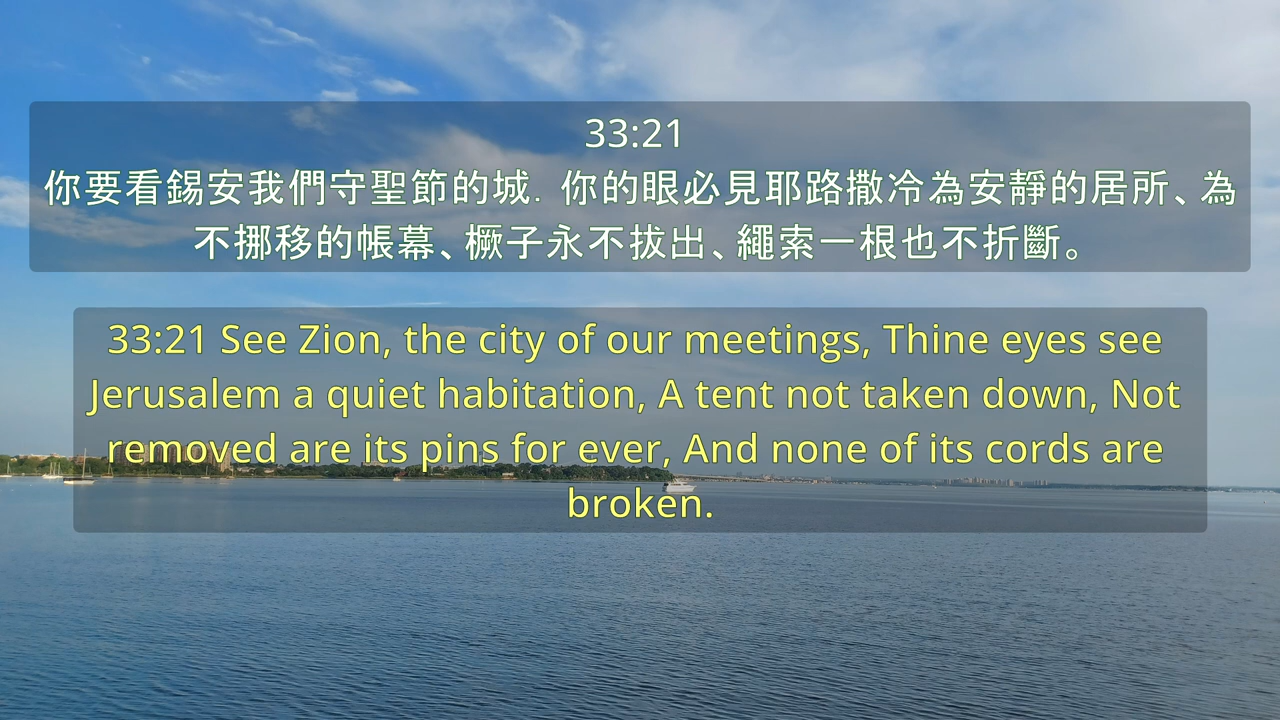 33:21
你要看錫安我們守聖節的城. 你的眼必見耶路撒冷為安靜的居所、為
不挪移的帳幕、橛子永不拔出、繩索一根也不折斷。
33:21 See Zion, the city of our meetings, Thine eyes see
Jerusalem a quiet habitation, A tent not taken down, Not
removed are its pins for ever, And none of its cords are
broken.